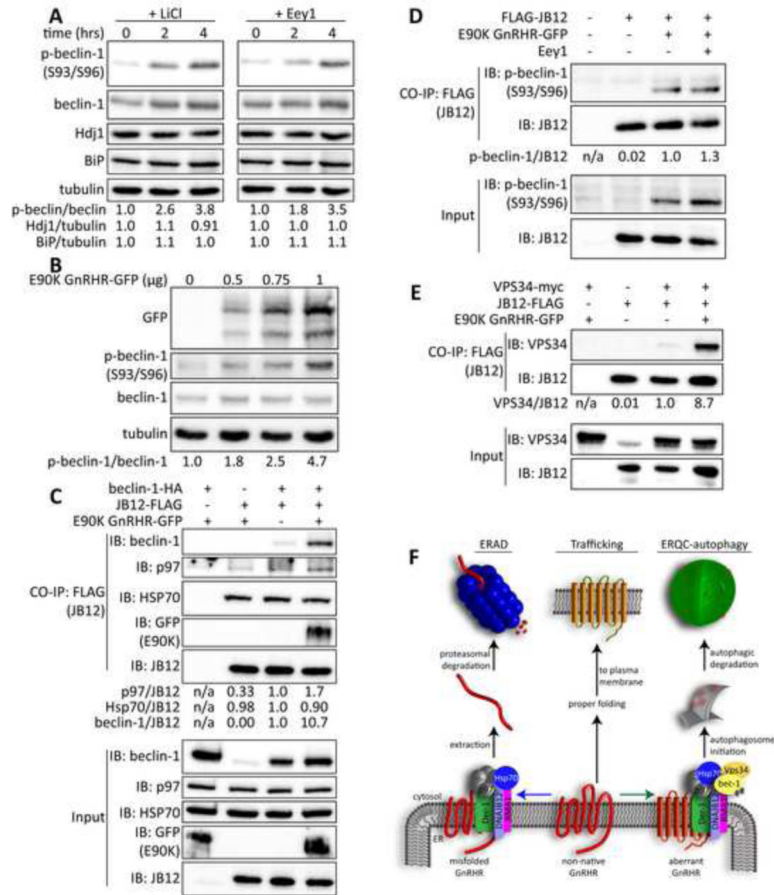 A
+ LiCl + Eey1
time (hrs) 0 2 4 0 2 4
p-beclin-1
(S93/S96)
beclin-1
Hdj1
BiP
tubulin
p-beclin/beclin 1.0 2.6 3.8 1.0 1.8 3.5
Hdj1/tubulin 1.0 1.1 0.91 1.0 1.0 1.0
BiP/tubulin 1.0 1.1 1.0 1.0 1.1 1.1
B
E90K GnRHR-GFP (µg) 0 0.5 0.75 1
GFP
p-beclin-1
(S93/S96)
beclin-1
tubulin
p-beclin-1/beclin-1 1.0 1.8 2.5 4.7
C
beclin-1-HA + - + +
JB12-FLAG - + + +
E90K GnRHR-GFP + + - +
CO-IP: FLAG
(JB12)
IB: beclin-1
IB: p97
IB: HSP70
IB: GFP
(E90K)
IB: JB12
p97/JB12 n/a 0.33 1.0 1.7
Hsp70/JB12 n/a 0.98 1.0 0.90
beclin-1/JB12 n/a 0.00 1.0 10.7
Input
IB: beclin-1
IB: p97
IB: HSP70
IB: GFP
(E90K)
IB: JB12
D
FLAG-JB12 - + + +
E90K GnRHR-GFP - - + +
Eey1 +
CO-IP: FLAG
(JB12)
IB: p-beclin-1
(S93/S96)
IB: JB12
p-beclin-1/JB12 n/a 0.02 1.0 1.3
Input
IB: p-beclin-1
(S93/S96)
IB: JB12
E
VPS34-myc + - + +
JB12-FLAG - + + +
E90K GnRHR-GFP + - - +
CO-IP: FLAG
(JB12)
IB: VPS34
IB: JB12
VPS34/JB12 n/a 0.01 1.0 8.7
Input
IB: VPS34
IB: JB12
F
ERAD Trafficking ERQC-autophagy
proteasomal
degradation
to plasma
membrane
autophagic
degradation
proper folding
extraction
autophagosome
initiation
Hsp70
Hsp70
Vps34
bec-1
cytosol
ER
Der-1
DNAJB12
Der-1
DNAJB12
misfolded
GnRHR
non-native
GnRHR
aberrant
GnRHR